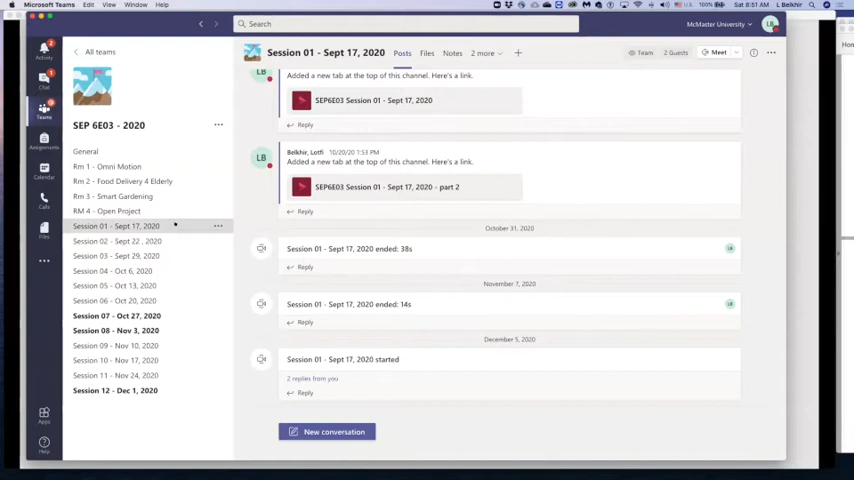 Microsoft Teams Edit View Window Help
100% Sat 8:51 AM L Belkhir
Search
McMaster University
LB
Activity
Chat
Teams
Assignments
Calendar
Calls
Files
Apps
Help
All teams
SEP 6E03 - 2020
General
Rm 1 - Omni Motion
Rm 2 - Food Delivery 4 Elderly
Rm 3 - Smart Gardening
RM 4 - Open Project
Session 01 - Sept 17, 2020
Session 02 - Sept 22 , 2020
Session 03 - Sept 29, 2020
Session 04 - Oct 6, 2020
Session 05 - Oct 13, 2020
Session 06 - Oct 20, 2020
Session 07 - Oct 27, 2020
Session 08 - Nov 3, 2020
Session 09 - Nov 10, 2020
Session 10 - Nov 17, 2020
Session 11 - Nov 24, 2020
Session 12 - Dec 1, 2020
Session 01 - Sept 17, 2020 Posts Files Notes 2 more
Team 2 Guests Meet
LB
Added a new tab at the top of this channel. Here's a link.
SEP6E03 Session 01 - Sept 17, 2020
Reply
LB
Belkhir, Lotfi 10/20/20 1:53 PM
Added a new tab at the top of this channel. Here's a link.
SEP6E03 Session 01 - Sept 17, 2020 - part 2
Reply
October 31, 2020
Session 01 - Sept 17, 2020 ended: 38s
LB
Reply
November 7, 2020
Session 01 - Sept 17, 2020 ended: 14s
LB
Reply
December 5, 2020
Session 01 - Sept 17, 2020 started
2 replies from you
Reply
New conversation